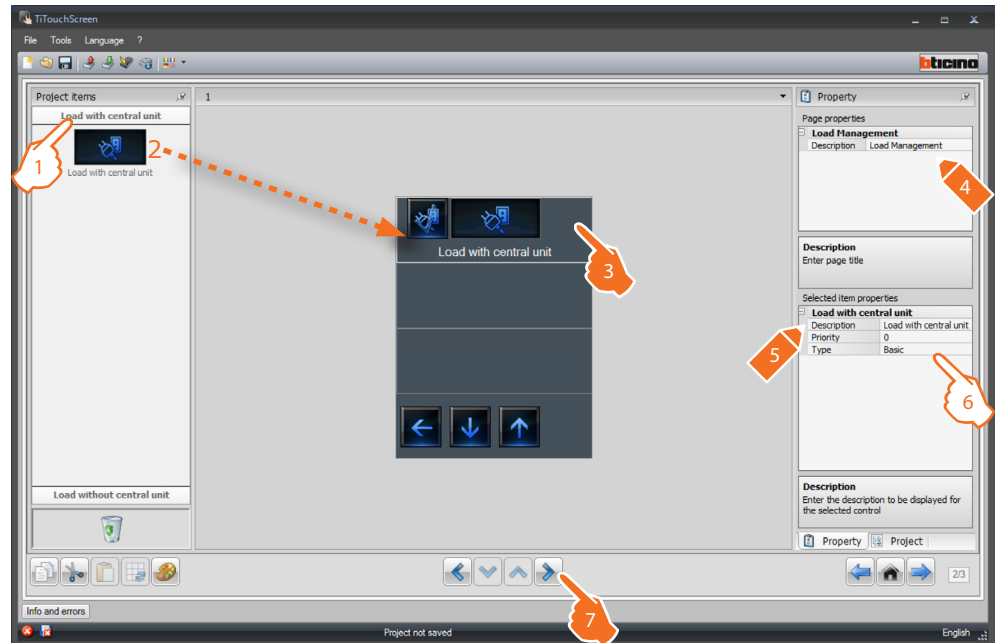 TiTouchScreen
File Tools Language ?
bticino
Project items
1
Property
Load with central unit
Load with central unit
1
2
Page properties
Load Management
Description Load Management
4
Load with central unit
3
Description
Enter page title
Selected item properties
Load with central unit
Description Load with central unit
Priority 0
Type Basic
5
6
Load without central unit
Description
Enter the description to be displayed for
the selected control
Property Project
7
2/3
Info and errors
Project not saved
English